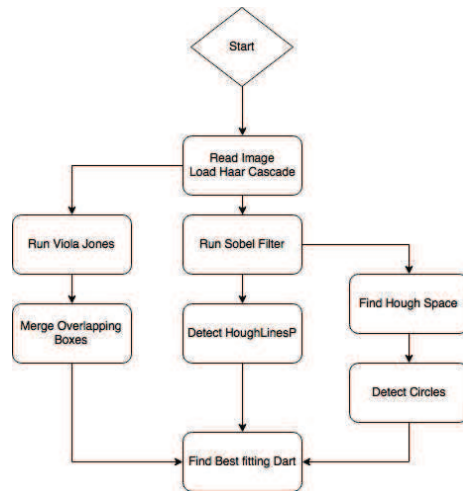 Start
Read Image
Load Haar Cascade
Run Viola Jones
Run Sobel Filter
Find Hough Space
Merge Overlapping
Boxes
Detect HoughLinesP
Detect Circles
Find Best fitting Dart